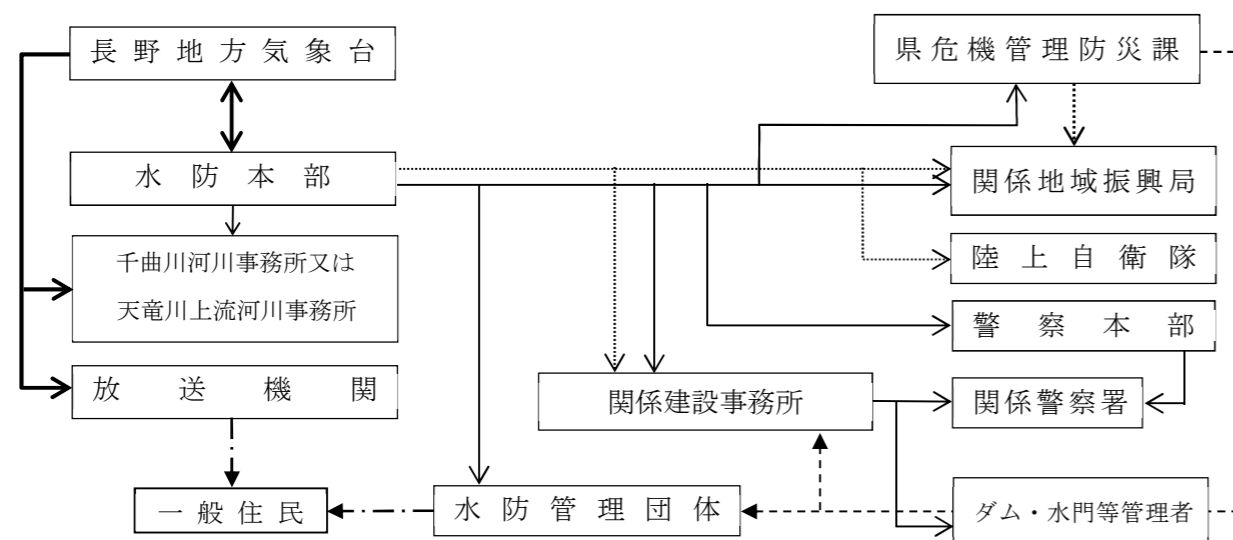 長野地方気象台
県危機管理防災課
水防本部
関係地域振興局
千曲川河川事務所又は
天竜川上流河川事務所
陸上自衛隊
警察本部
放送機関
関係建設事務所
関係警察署
一般住民
水防管理団体
ダム・水門等管理者